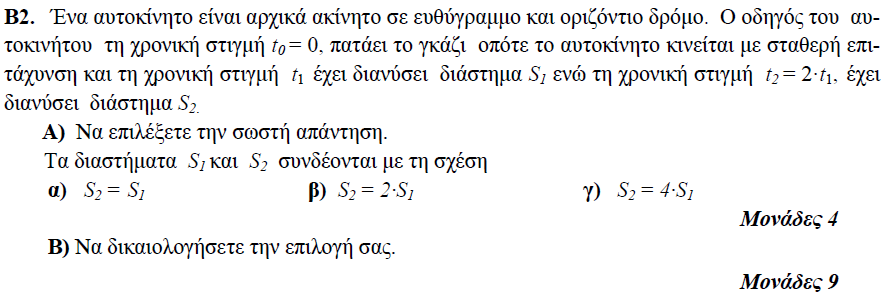 Β2. Ένα αυτοκίνητο είναι αρχικά ακίνητο σε ευθύγραμμο και οριζόντιο δρόμο. Ο οδηγός του αυ-
τοκινήτου τη χρονική στιγμή t₀ = 0, πατάει το γκάζι οπότε το αυτοκίνητο κινείται με σταθερή επι-
τάχυνση και τη χρονική στιγμή t₁ έχει διανύσει διάστημα S₁ ενώ τη χρονική στιγμή t₂ = 2·t₁, έχει
διανύσει διάστημα S₂.
Α) Να επιλέξετε την σωστή απάντηση.
Τα διαστήματα S₁ και S₂ συνδέονται με τη σχέση
α) S₂ = S₁ β) S₂ = 2·S₁ γ) S₂ = 4·S₁
Μονάδες 4
Β) Να δικαιολογήσετε την επιλογή σας.
Μονάδες 9